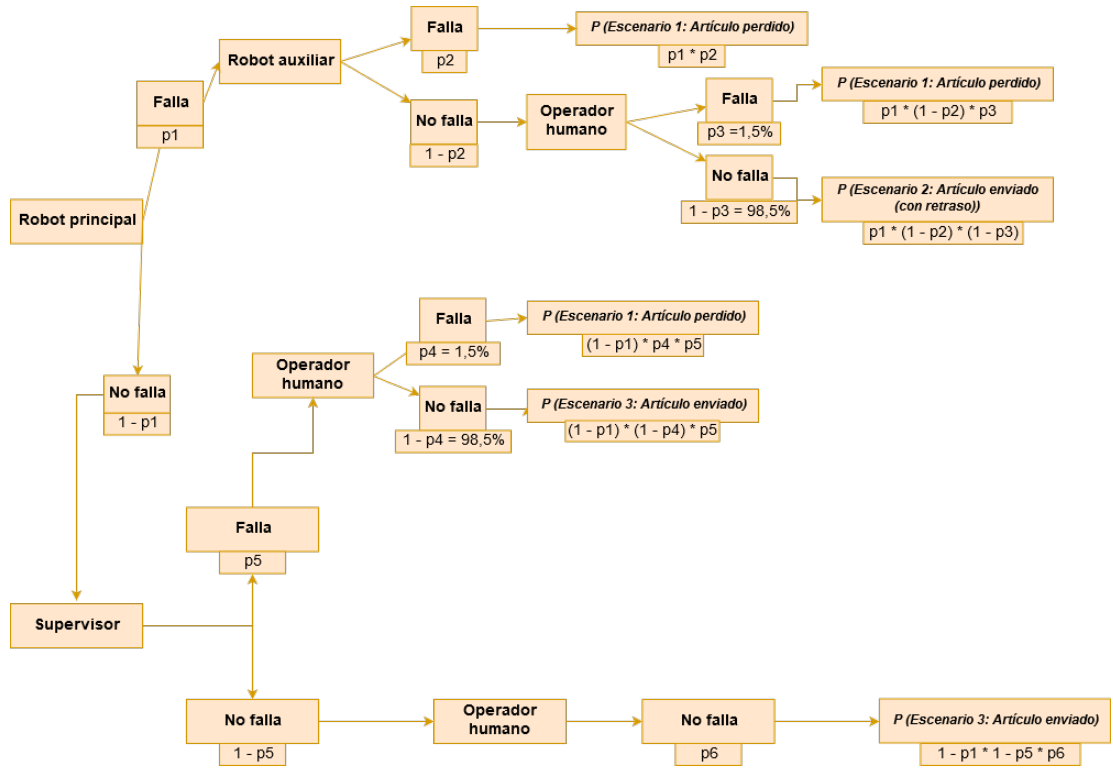 Falla
p2
P (Escenario 1: Artículo perdido)
p1 * p2
Robot auxiliar
Falla
p1
No falla
1 - p2
Operador
humano
Falla
p3 =1,5%
P (Escenario 1: Artículo perdido)
p1 * (1 - p2) * p3
No falla
1 - p3 = 98,5%
P (Escenario 2: Artículo enviado
(con retraso))
p1 * (1 - p2) * (1 - p3)
Robot principal
No falla
1 - p1
Operador
humano
Falla
p4 = 1,5%
P (Escenario 1: Artículo perdido)
(1 - p1) * p4 * p5
No falla
1 - p4 = 98,5%
P (Escenario 3: Artículo enviado)
(1 - p1) * (1 - p4) * p5
Falla
p5
Supervisor
No falla
1 - p5
Operador
humano
No falla
p6
P (Escenario 3: Artículo enviado)
1 - p1 * 1 - p5 * p6